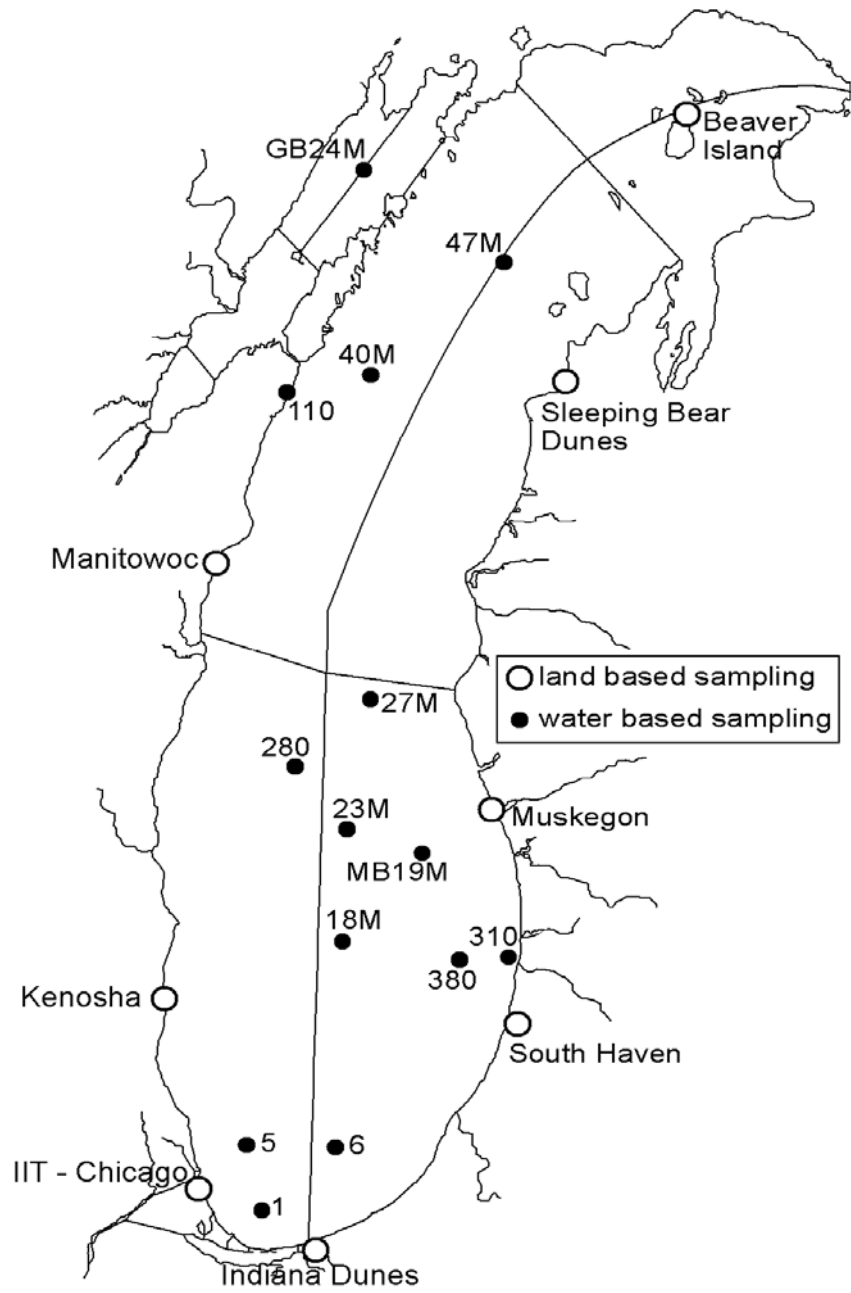 GB24M
Beaver
Island
47M
40M
110
Sleeping Bear
Dunes
Manitowoc
land based sampling
water based sampling
27M
280
23M
Muskegon
MB19M
18M
310
380
Kenosha
South Haven
5
6
IIT - Chicago
1
Indiana Dunes